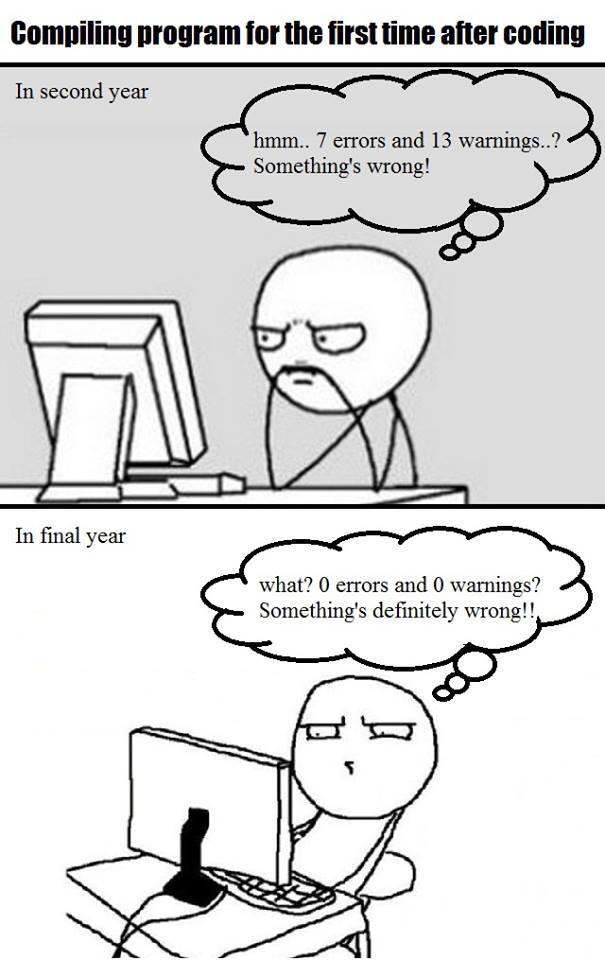 Compiling program for the first time after coding
In second year
hmm.. 7 errors and 13 warnings..?
Something's wrong!
In final year
what? 0 errors and 0 warnings?
Something's definitely wrong!!